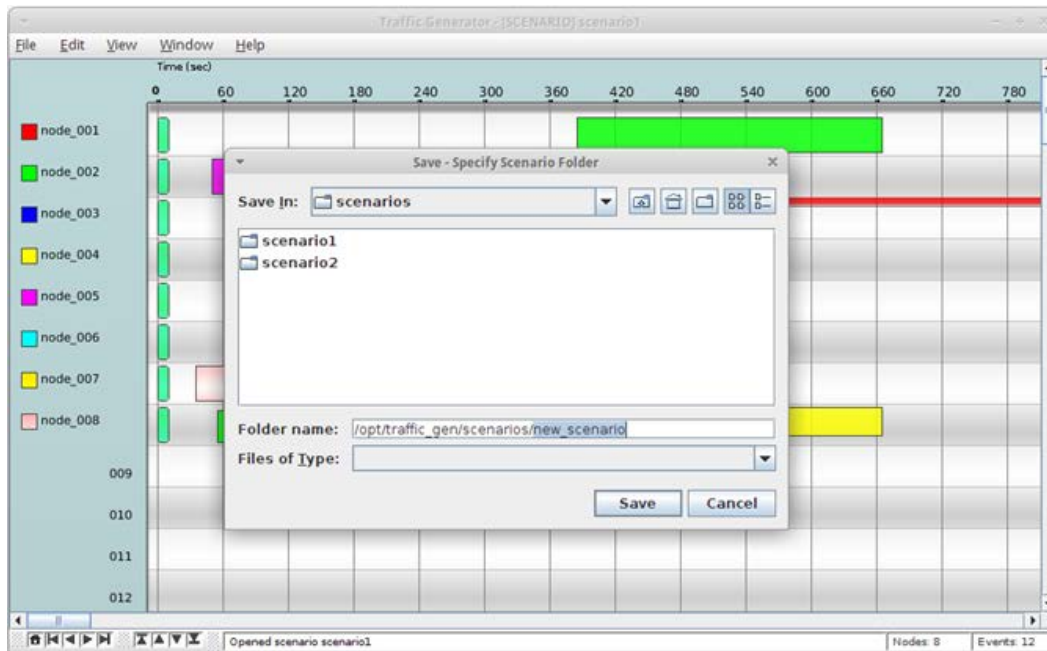 Traffic Generator - [SCENARIO] scenario1
File Edit View Window Help
Time (sec)
0 60 120 180 240 300 360 420 480 540 600 660 720 780
node_001
node_002
node_003
node_004
node_005
node_006
node_007
node_008
009
010
011
012
Save - Specify Scenario Folder
Save In: scenarios
scenario1
scenario2
Folder name: /opt/traffic_gen/scenarios/new_scenario
Files of Type:
Save Cancel
Opened scenario scenario1
Nodes: 8 Events: 12